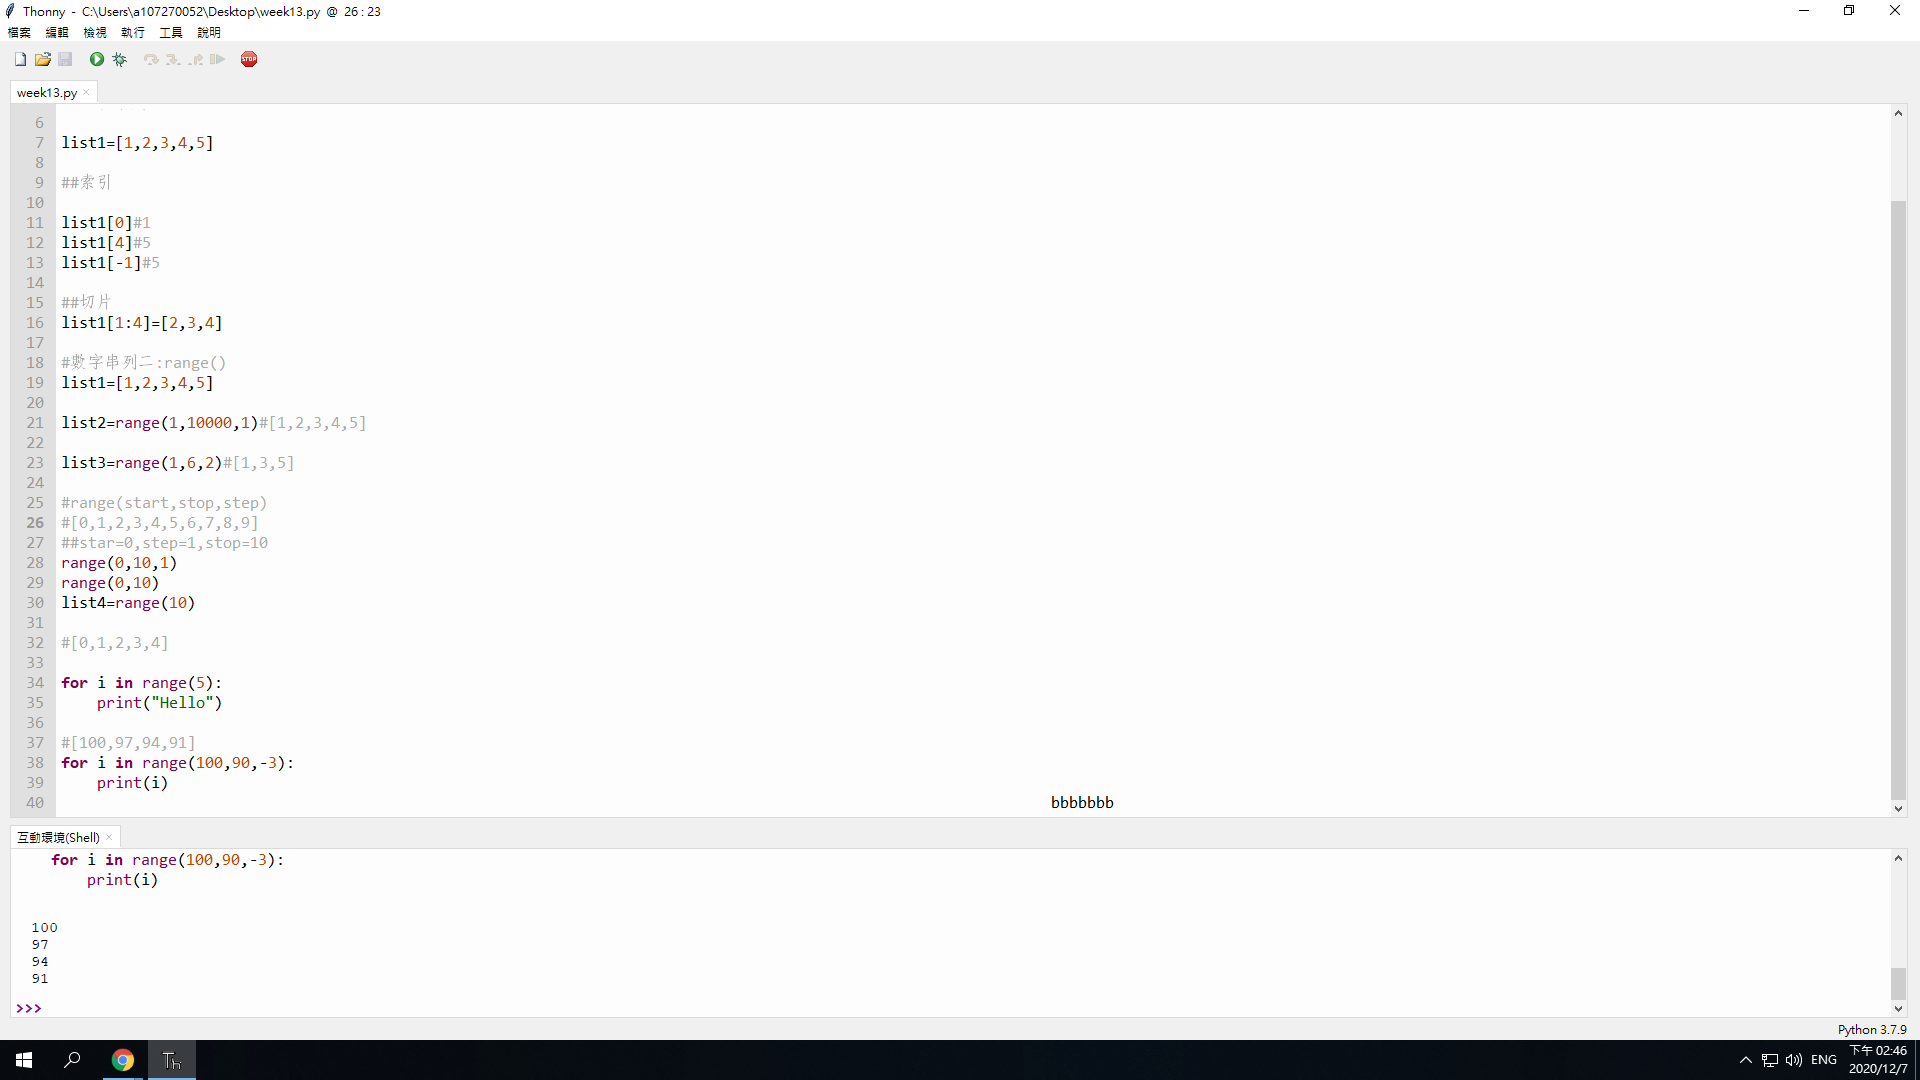 Thonny - C:\Users\a107270052\Desktop\week13.py @ 26 : 23
檔案 編輯 檢視 執行 工具 說明
STOP
week13.py ×
6
7 list1=[1,2,3,4,5]
8
9 ##索引
10
11 list1[0]#1
12 list1[4]#5
13 list1[-1]#5
14
15 ##切片
16 list1[1:4]=[2,3,4]
17
18 #數字串列二:range()
19 list1=[1,2,3,4,5]
20
21 list2=range(1,10000,1)#[1,2,3,4,5]
22
23 list3=range(1,6,2)#[1,3,5]
24
25 #range(start,stop,step)
26 #[0,1,2,3,4,5,6,7,8,9]
27 ##star=0,step=1,stop=10
28 range(0,10,1)
29 range(0,10)
30 list4=range(10)
31
32 #[0,1,2,3,4]
33
34 for i in range(5):
35     print("Hello")
36
37 #[100,97,94,91]
38 for i in range(100,90,-3):
39     print(i)
40 bbbbbbb
互動環境(Shell) ×
for i in range(100,90,-3):
    print(i)
100
97
94
91
>>>
Python 3.7.9
Th
ENG
下午 02:46
2020/12/7